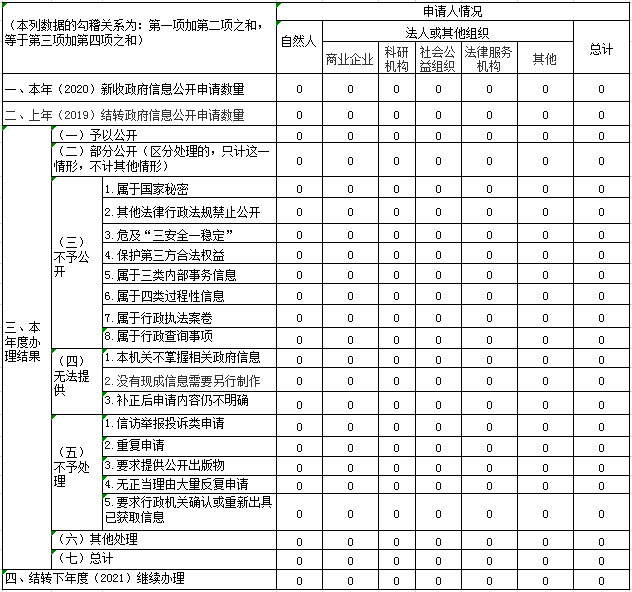 （本列数据的勾稽关系为：第一项加第二项之和，
等于第三项加第四项之和）
申请人情况
自然人
法人或其他组织
总计
商业企业
科研
机构
社会公
益组织
法律服务
机构
其他
一、本年（2020）新收政府信息公开申请数量 0 0 0 0 0 0 0
二、上年（2019）结转政府信息公开申请数量 0 0 0 0 0 0 0
三、本
年度办
理结果
（一）予以公开 0 0 0 0 0 0 0
（二）部分公开（区分处理的，只计这一
情形，不计其他情形） 0 0 0 0 0 0 0
（三）
不予公
开
1.属于国家秘密 0 0 0 0 0 0 0
2.其他法律行政法规禁止公开 0 0 0 0 0 0 0
3.危及“三安全一稳定” 0 0 0 0 0 0 0
4.保护第三方合法权益 0 0 0 0 0 0 0
5.属于三类内部事务信息 0 0 0 0 0 0 0
6.属于四类过程性信息 0 0 0 0 0 0 0
7.属于行政执法案卷 0 0 0 0 0 0 0
8.属于行政查询事项 0 0 0 0 0 0 0
（四）
无法提
供
1.本机关不掌握相关政府信息 0 0 0 0 0 0 0
2.没有现成信息需要另行制作 0 0 0 0 0 0 0
3.补正后申请内容仍不明确 0 0 0 0 0 0 0
（五）
不予处
理
1.信访举报投诉类申请 0 0 0 0 0 0 0
2.重复申请 0 0 0 0 0 0 0
3.要求提供公开出版物 0 0 0 0 0 0 0
4.无正当理由大量反复申请 0 0 0 0 0 0 0
5.要求行政机关确认或重新出具
已获取信息 0 0 0 0 0 0 0
（六）其他处理 0 0 0 0 0 0 0
（七）总计 0 0 0 0 0 0 0
四、结转下年度（2021）继续办理 0 0 0 0 0 0 0